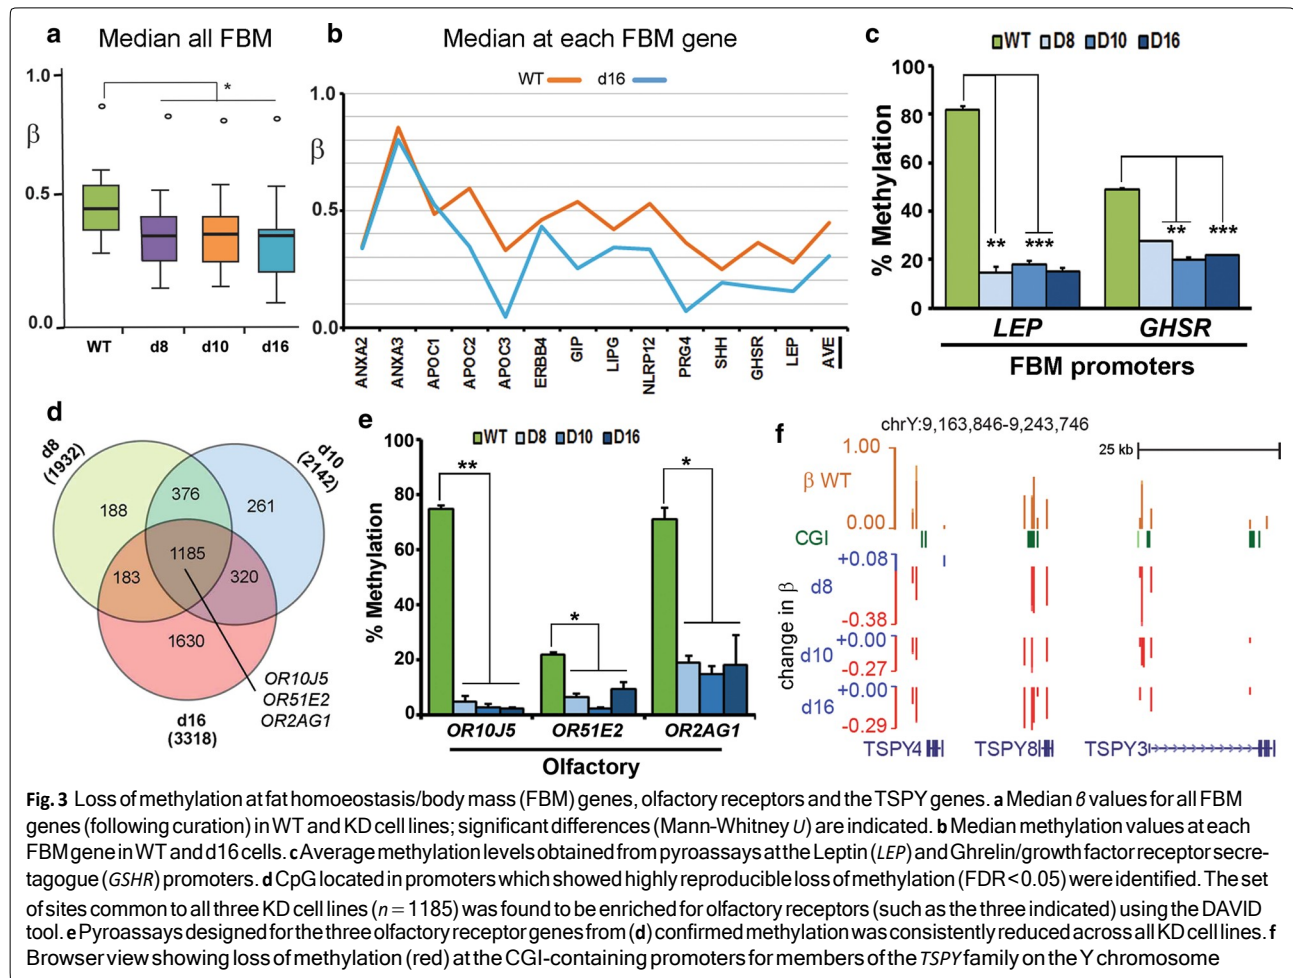 a Median all FBM
1.0
β
0.5
0.0
*
WT d8 d10 d16
b Median at each FBM gene
WT d16
1.0
β
0.5
0.0
ANXA2 ANXA3 APOC1 APOC2 APOC3 ERBB4 GIP LIPG NLRP12 PRG4 SHH GHSR LEP AVE
c
WT D8 D10 D16
% Methylation
100
80
60
40
20
0
** *** ** ***
LEP GHSR
FBM promoters
d
d8 (1932)
d10 (2142)
188 376 261
1185
183 320
1630
OR10J5
OR51E2
OR2AG1
d16
(3318)
e
WT D8 D10 D16
% Methylation
100
80
60
40
20
0
** * *
OR10J5 OR51E2 OR2AG1
Olfactory
f
chrY:9,163,846-9,243,746
25 kb
1.00
β WT
0.00
CGI
change in β
+0.08
d8
-0.38
+0.00
d10
-0.27
+0.00
d16
-0.29
TSPY4 TSPY8 TSPY3
Fig. 3 Loss of methylation at fat homoeostasis/body mass (FBM) genes, olfactory receptors and the TSPY genes. a Median β values for all FBM
genes (following curation) in WT and KD cell lines; significant differences (Mann-Whitney U) are indicated. b Median methylation values at each
FBM gene in WT and d16 cells. c Average methylation levels obtained from pyroassays at the Leptin (LEP) and Ghrelin/growth factor receptor secre-
tagogue (GSHR) promoters. d CpG located in promoters which showed highly reproducible loss of methylation (FDR < 0.05) were identified. The set
of sites common to all three KD cell lines (n = 1185) was found to be enriched for olfactory receptors (such as the three indicated) using the DAVID
tool. e Pyroassays designed for the three olfactory receptor genes from (d) confirmed methylation was consistently reduced across all KD cell lines. f
Browser view showing loss of methylation (red) at the CGI-containing promoters for members of the TSPY family on the Y chromosome